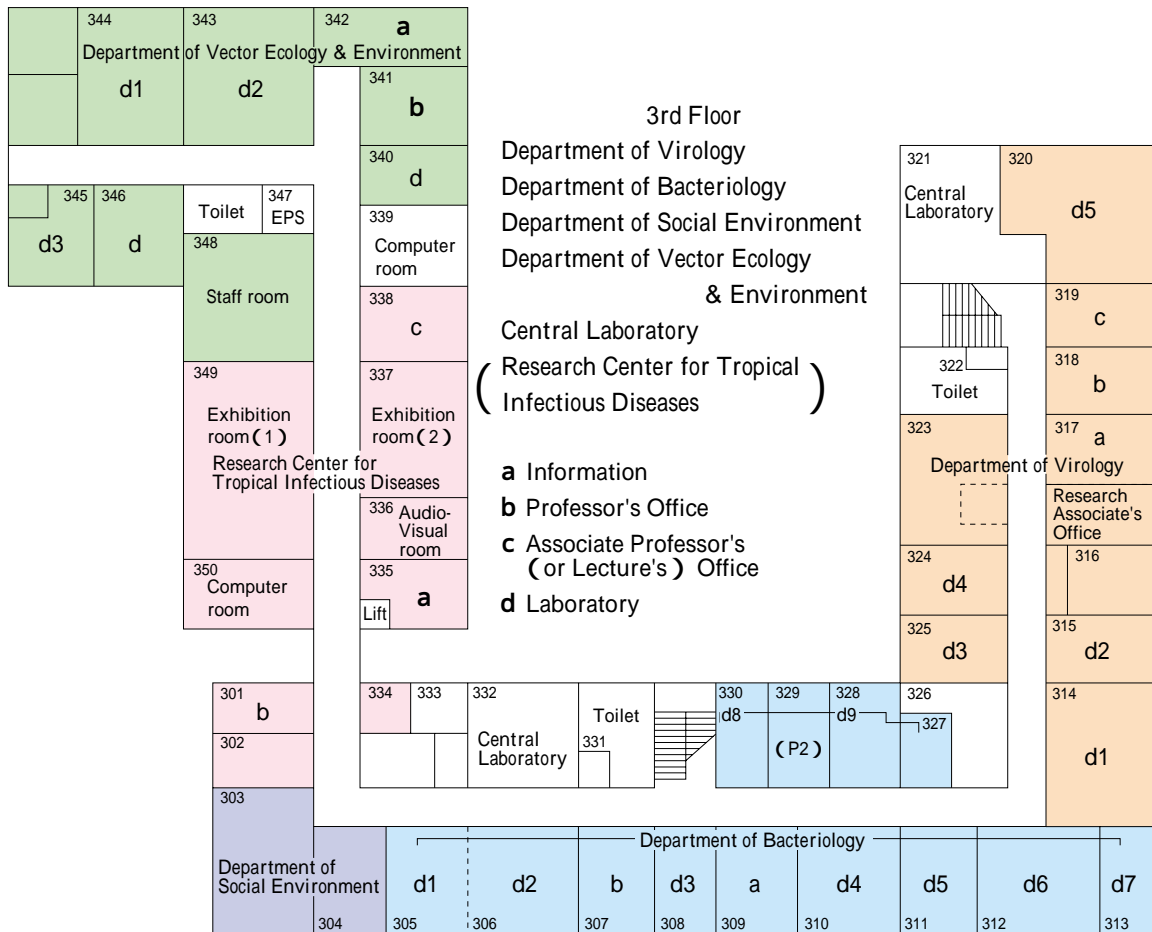 344
343
342
a
Department of Vector Ecology & Environment
d1
d2
341
b
340
d
339
Computer
room
338
c
337
Exhibition
room(2)
336
Audio-
Visual
room
335
a
Lift
345
d3
346
d
Toilet
347
EPS
348
Staff room
349
Exhibition
room(1)
Research Center for
Tropical Infectious Diseases
350
Computer
room
3rd Floor
Department of Virology
Department of Bacteriology
Department of Social Environment
Department of Vector Ecology
& Environment
Central Laboratory
( Research Center for Tropical
Infectious Diseases )
a Information
b Professor's Office
c Associate Professor's
(or Lecture's) Office
d Laboratory
321
Central
Laboratory
320
d5
319
c
318
b
322
Toilet
317
a
323
Department of Virology
Research
Associate's
Office
316
324
d4
325
d3
315
d2
314
d1
301
b
302
303
Department of
Social Environment
304
334
333
332
Central
Laboratory
Toilet
331
330
d8
329
(P2)
328
d9
326
327
Department of Bacteriology
d1
305
d2
306
b
307
d3
308
a
309
d4
310
d5
311
d6
312
d7
313